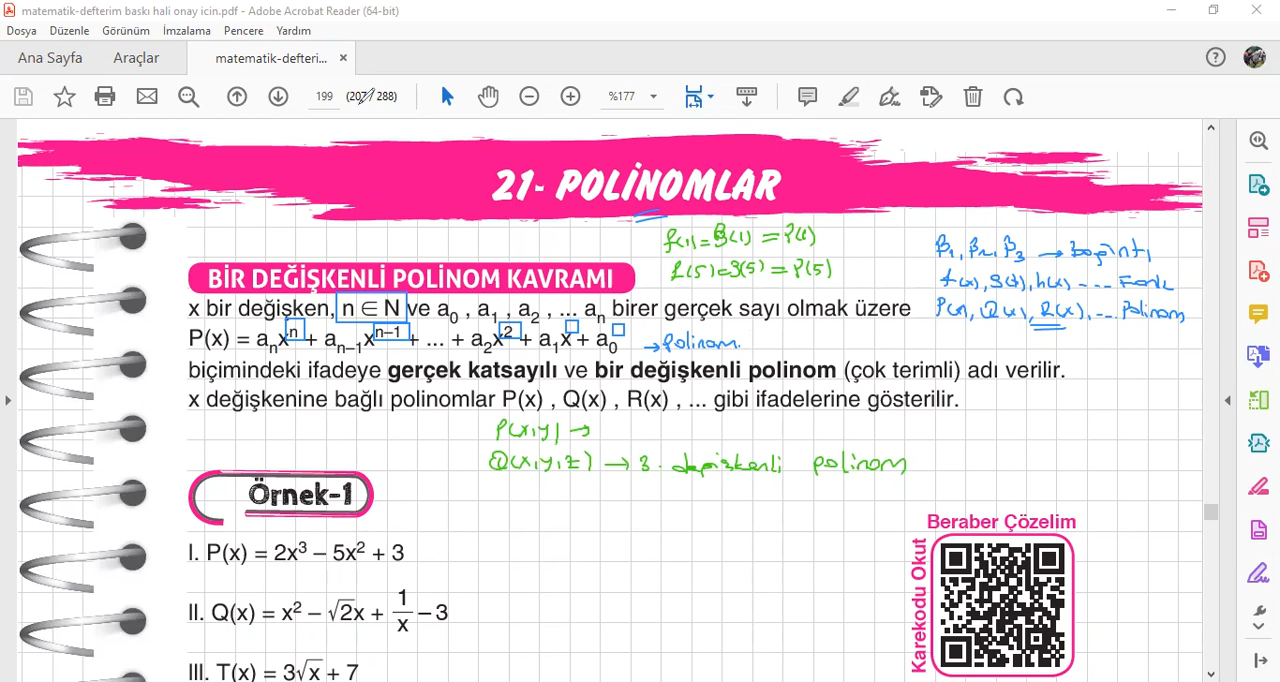 matematik-defterim baskı hali onay icin.pdf - Adobe Acrobat Reader (64-bit)
Dosya Düzenle Görünüm İmzalama Pencere Yardım
Ana Sayfa Araçlar matematik-defteri... ×
199 (207 / 288) %177
21- POLİNOMLAR
f(1)=g(1)=P(1)
f(5)=g(5)=P(5)
β1, β2, β3 → bağıntı
f(x), g(x), h(x) .... Fonk
P(x), Q(x), R(x), ... Polinom
BİR DEĞİŞKENLİ POLİNOM KAVRAMI
x bir değişken, n ∈ N ve a₀ , a₁ , a₂ , ... aₙ birer gerçek sayı olmak üzere
P(x) = aₙxⁿ + aₙ₋₁xⁿ⁻¹ + ... + a₂x² + a₁x + a₀ → Polinom.
biçimindeki ifadeye gerçek katsayılı ve bir değişkenli polinom (çok terimli) adı verilir.
x değişkenine bağlı polinomlar P(x) , Q(x) , R(x) , ... gibi ifadelerine gösterilir.
P(x,y) →
Q(x,y,z) → 3. değişkenli polinom
Örnek-1
Beraber Çözelim
Karekodu Okut
I. P(x) = 2x³ – 5x² + 3
II. Q(x) = x² – √2x + 1/x – 3
III. T(x) = 3√x + 7